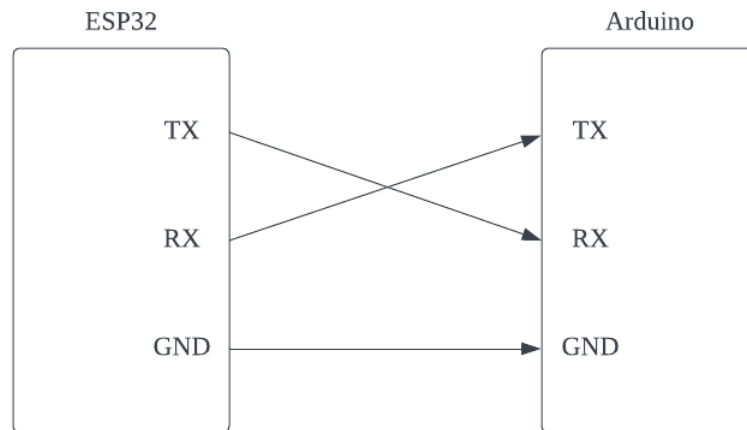 ESP32
Arduino
TX
TX
RX
RX
GND
GND